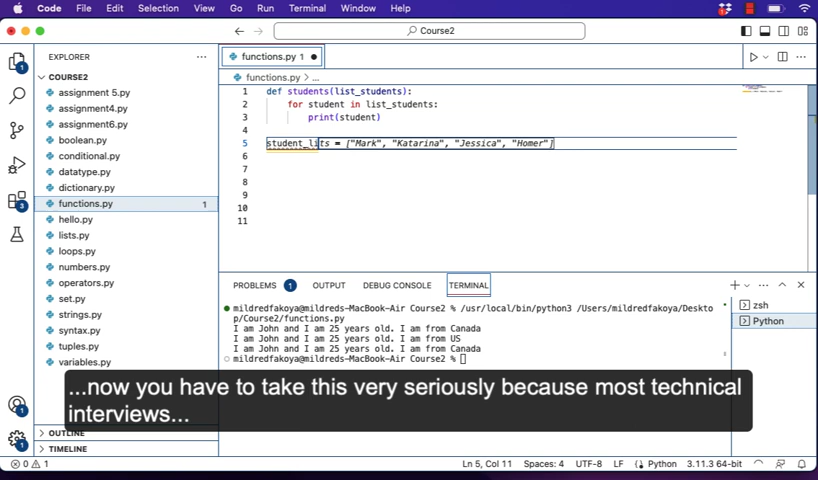 Code File Edit Selection View Go Run Terminal Window Help
Course2
EXPLORER
functions.py 1
COURSE2
functions.py > ...
assignment 5.py
assignment4.py
assignment6.py
boolean.py
conditional.py
datatype.py
dictionary.py
functions.py 1
hello.py
lists.py
loops.py
numbers.py
operators.py
set.py
strings.py
syntax.py
tuples.py
variables.py
OUTLINE
TIMELINE
1
3
1
1
1 def students(list_students):
2 for student in list_students:
3 print(student)
4
5 student_lits = ["Mark", "Katarina", "Jessica", "Homer"]
6
7
8
9
10
11
PROBLEMS 1 OUTPUT DEBUG CONSOLE TERMINAL
mildredfakoya@mildreds-MacBook-Air Course2 % /usr/local/bin/python3 /Users/mildredfakoya/Deskto
p/Course2/functions.py
I am John and I am 25 years old. I am from Canada
I am John and I am 25 years old. I am from US
I am John and I am 25 years old. I am from Canada
mildredfakoya@mildreds-MacBook-Air Course2 %
zsh
Python
...now you have to take this very seriously because most technical
interviews...
0 1 Ln 5, Col 11 Spaces: 4 UTF-8 LF Python 3.11.3 64-bit